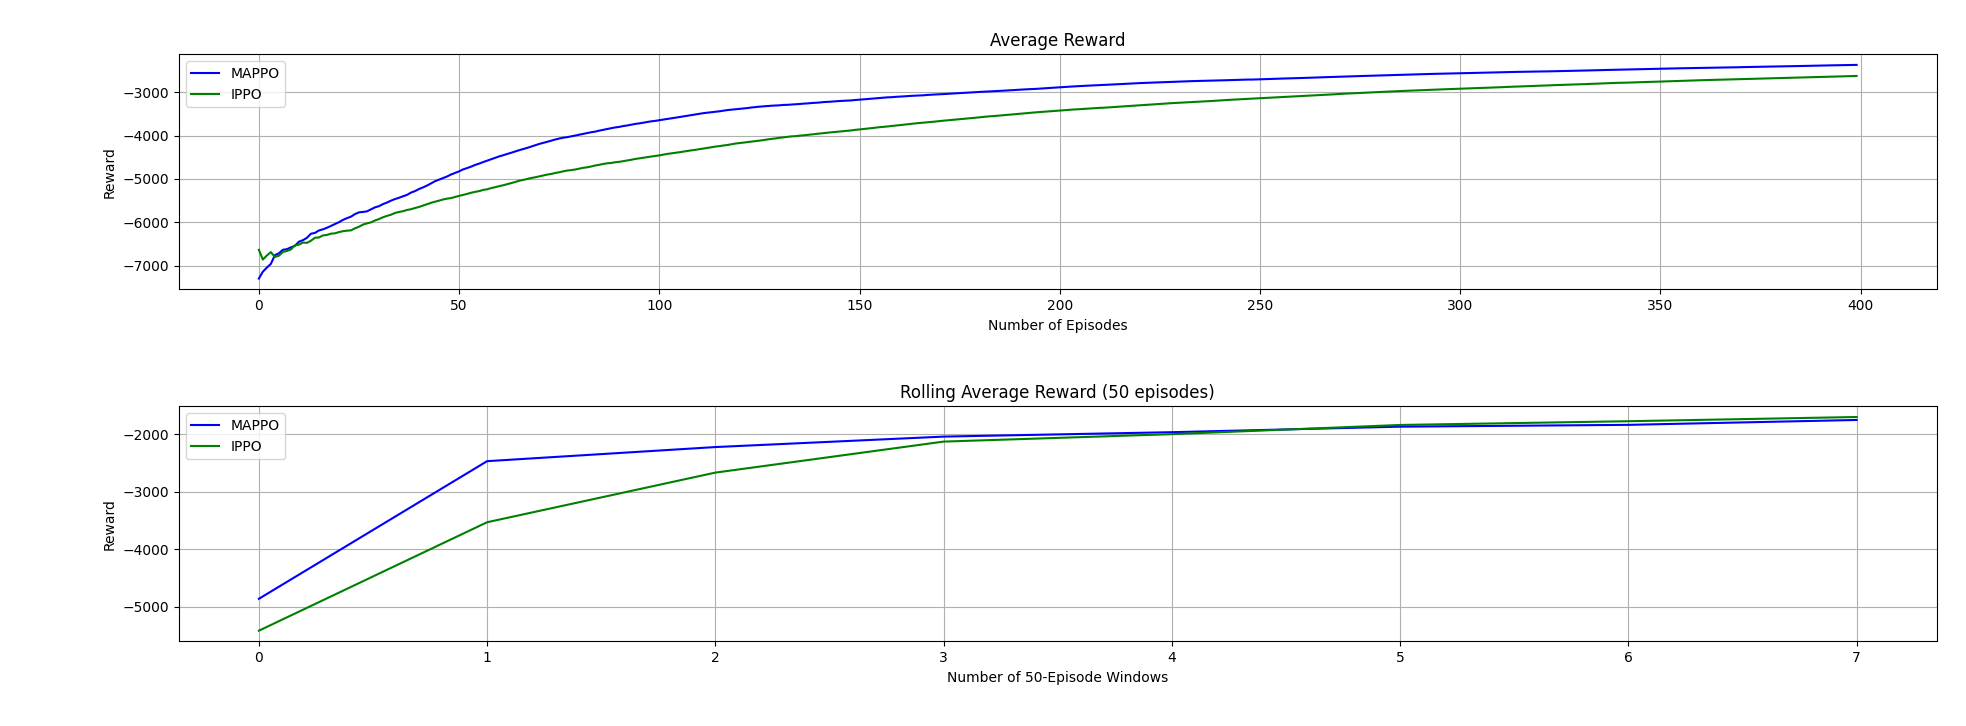 Average Reward
MAPPO
IPPO
Reward
−3000
−4000
−5000
−6000
−7000
0 50 100 150 200 250 300 350 400
Number of Episodes
Rolling Average Reward (50 episodes)
MAPPO
IPPO
Reward
−2000
−3000
−4000
−5000
0 1 2 3 4 5 6 7
Number of 50-Episode Windows